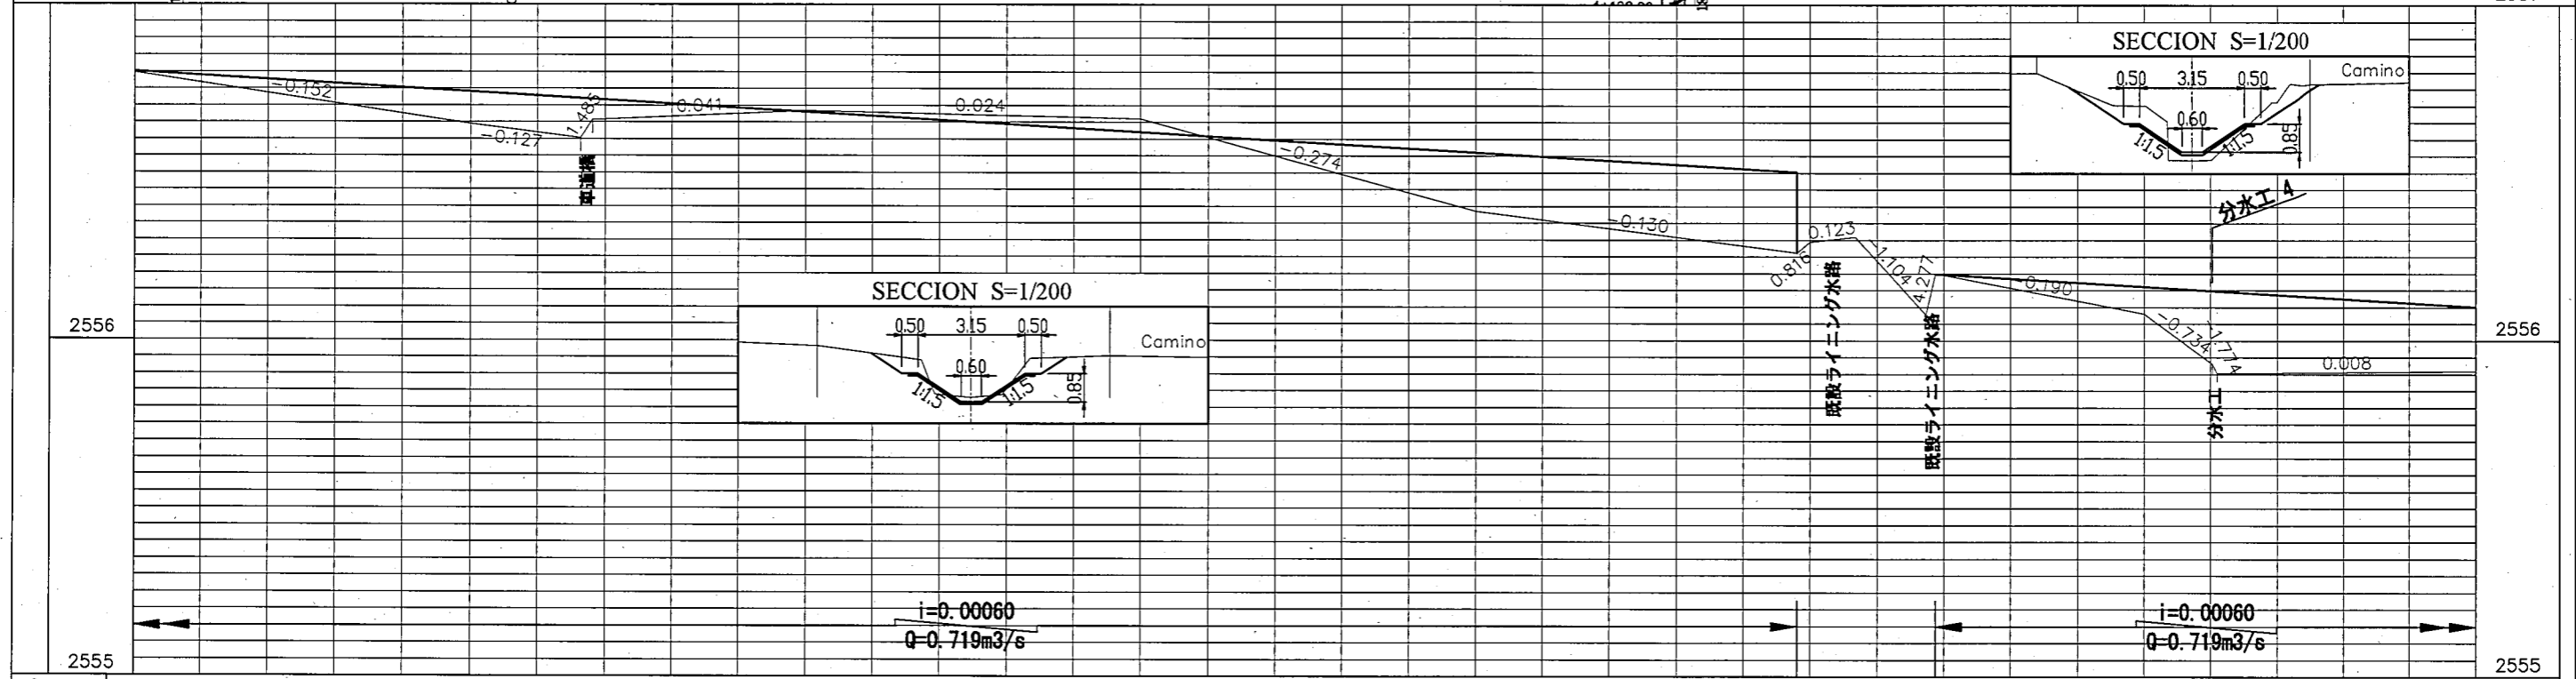 SECCION S=1/200
0.50 3.15 0.50
Camino
0.60
1:1.5 1:1.5
0.85
-0.152
-0.127
1.485
0.041
-0.024
-0.274
-0.130
0.816
0.123
-1.104
4.277
-0.190
-0.734
-1.774
0.008
車道橋
分水工 4
既設ライニング水路
既設ライニング水路
分水工
SECCION S=1/200
0.50 3.15 0.50
Camino
0.60
1:1.5 1:1.5
0.85
2556
2556
i=0.00060
Q=0.719m3/s
i=0.00060
Q=0.719m3/s
2555
2555